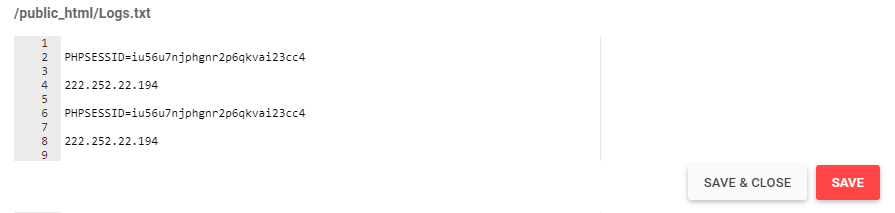 /public_html/Logs.txt
1
2 PHPSESSID=iu56u7njphgnr2p6qkvai23cc4
3
4 222.252.22.194
5
6 PHPSESSID=iu56u7njphgnr2p6qkvai23cc4
7
8 222.252.22.194
9
SAVE & CLOSE SAVE